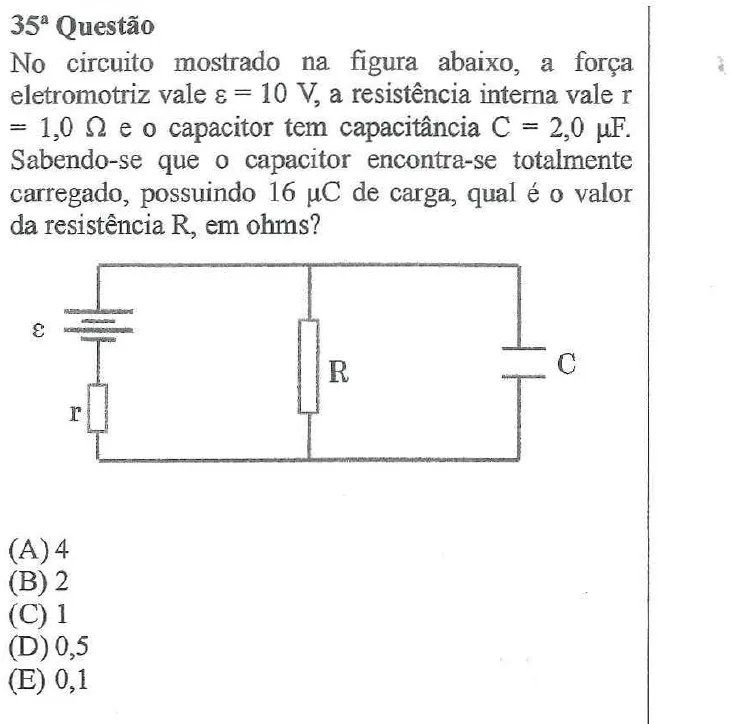 35ª Questão
No circuito mostrado na figura abaixo, a força
eletromotriz vale ε = 10 V, a resistência interna vale r
= 1,0 Ω e o capacitor tem capacitância C = 2,0 μF.
Sabendo-se que o capacitor encontra-se totalmente
carregado, possuindo 16 μC de carga, qual é o valor
da resistência R, em ohms?
ε
R
C
r
(A) 4
(B) 2
(C) 1
(D) 0,5
(E) 0,1